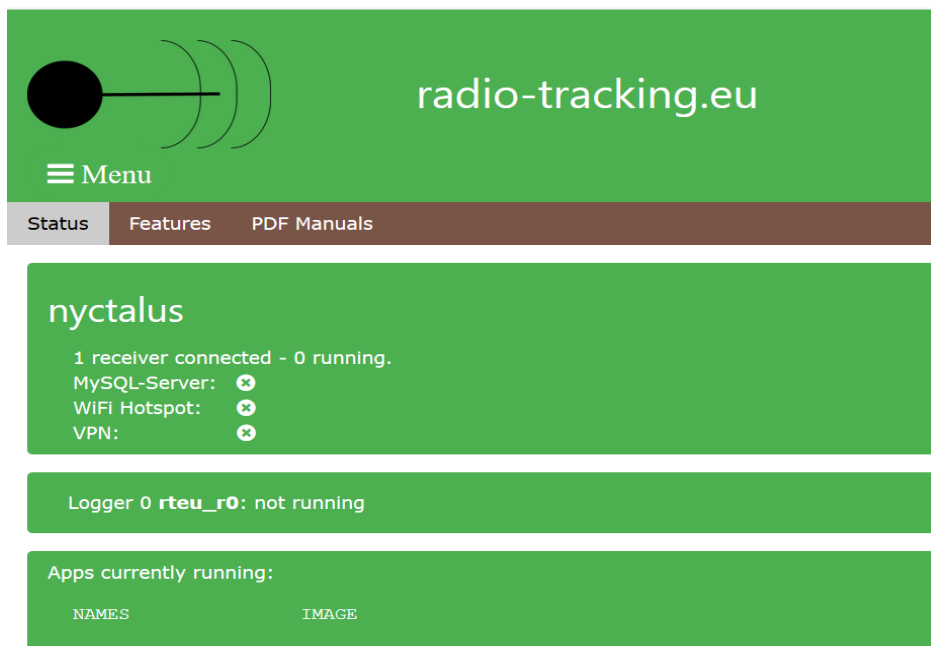 radio-tracking.eu
Menu
Status Features PDF Manuals
nyctalus
1 receiver connected - 0 running.
MySQL-Server:
WiFi Hotspot:
VPN:
Logger 0 rteu_r0: not running
Apps currently running:
NAMES IMAGE